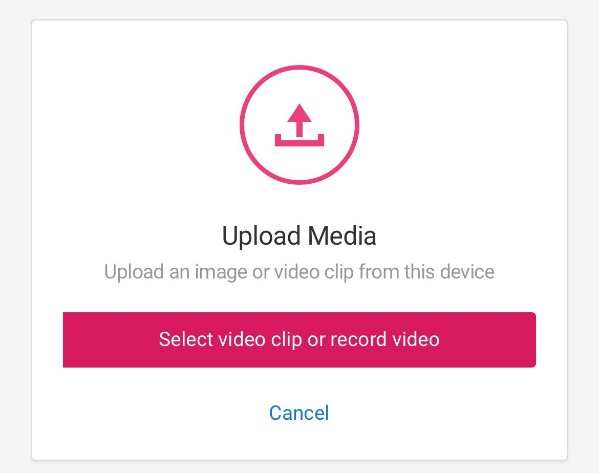 Upload Media
Upload an image or video clip from this device
Select video clip or record video
Cancel